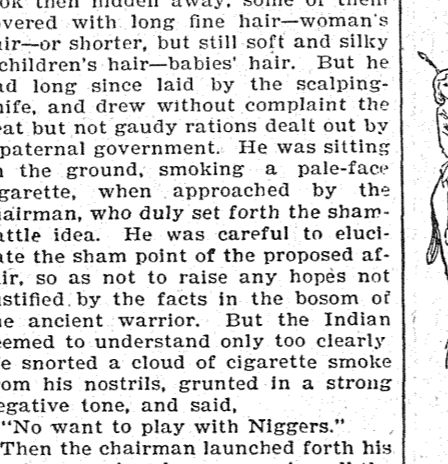 then hidden away, some of them
overed with long fine hair—woman's
air—or shorter, but still soft and silky
children's hair—babies' hair. But he
ad long since laid by the scalping-
nife, and drew without complaint the
eat but not gaudy rations dealt out by
paternal government. He was sitting
n the ground, smoking a pale-face
igarette, when approached by the
hairman, who duly set forth the sham-
attle idea. He was careful to eluci-
ate the sham point of the proposed af-
air, so as not to raise any hopes not
ustified by the facts in the bosom of
he ancient warrior. But the Indian
eemed to understand only too clearly
e snorted a cloud of cigarette smoke
rom his nostrils, grunted in a strong
egative tone, and said,
"No want to play with Niggers."
Then the chairman launched forth his